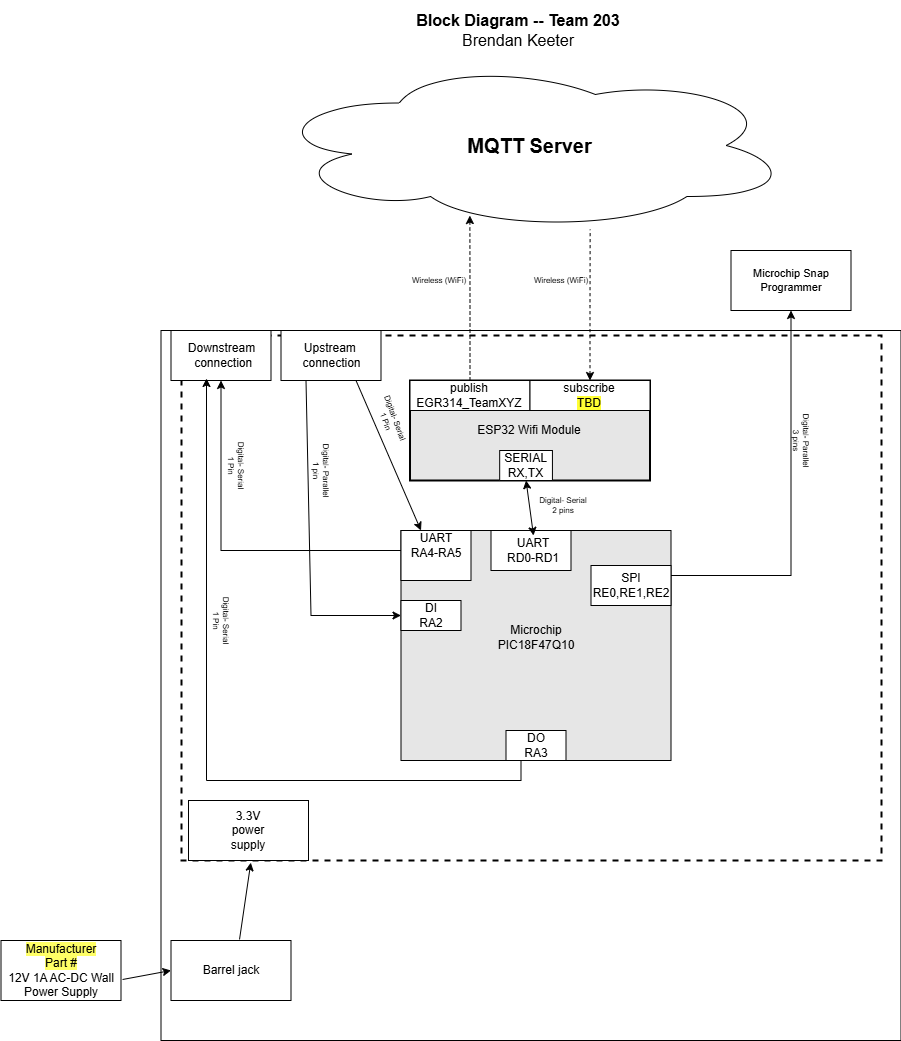 Block Diagram -- Team 203
Brendan Keeter
MQTT Server
Wireless (WiFi)
Wireless (WiFi)
Microchip Snap
Programmer
Downstream
connection
Upstream
connection
publish
EGR314_TeamXYZ
subscribe
TBD
ESP32 Wifi Module
SERIAL
RX,TX
Digital- Serial
1 Pin
Digital- Parallel
1 pin
Digital- Serial
1 Pin
Digital- Parallel
3 pins
Digital- Serial
2 pins
UART
RA4-RA5
UART
RD0-RD1
SPI
RE0,RE1,RE2
DI
RA2
Digital- Serial
1 Pin
Microchip
PIC18F47Q10
DO
RA3
3.3V
power
supply
Manufacturer
Part #
12V 1A AC-DC Wall
Power Supply
Barrel jack